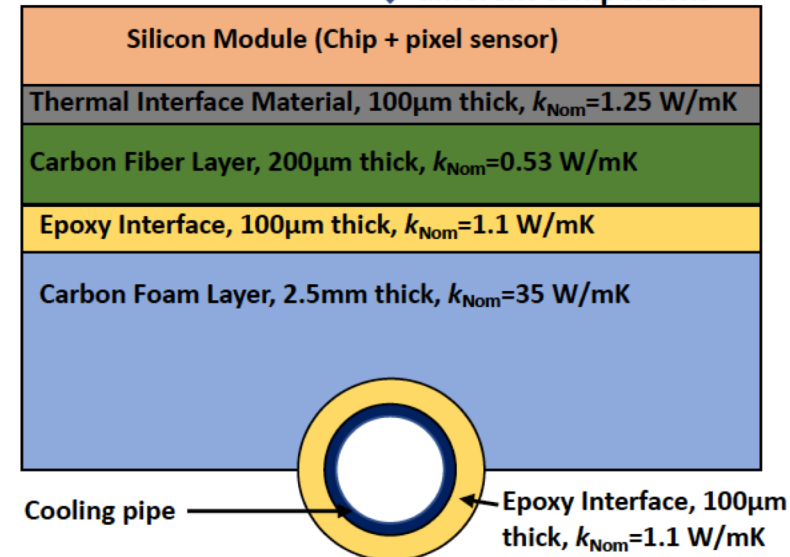 Silicon Module (Chip + pixel sensor)
Thermal Interface Material, 100μm thick, kNom=1.25 W/mK
Carbon Fiber Layer, 200μm thick, kNom=0.53 W/mK
Epoxy Interface, 100μm thick, kNom=1.1 W/mK
Carbon Foam Layer, 2.5mm thick, kNom=35 W/mK
Cooling pipe
Epoxy Interface, 100μm
thick, kNom=1.1 W/mK